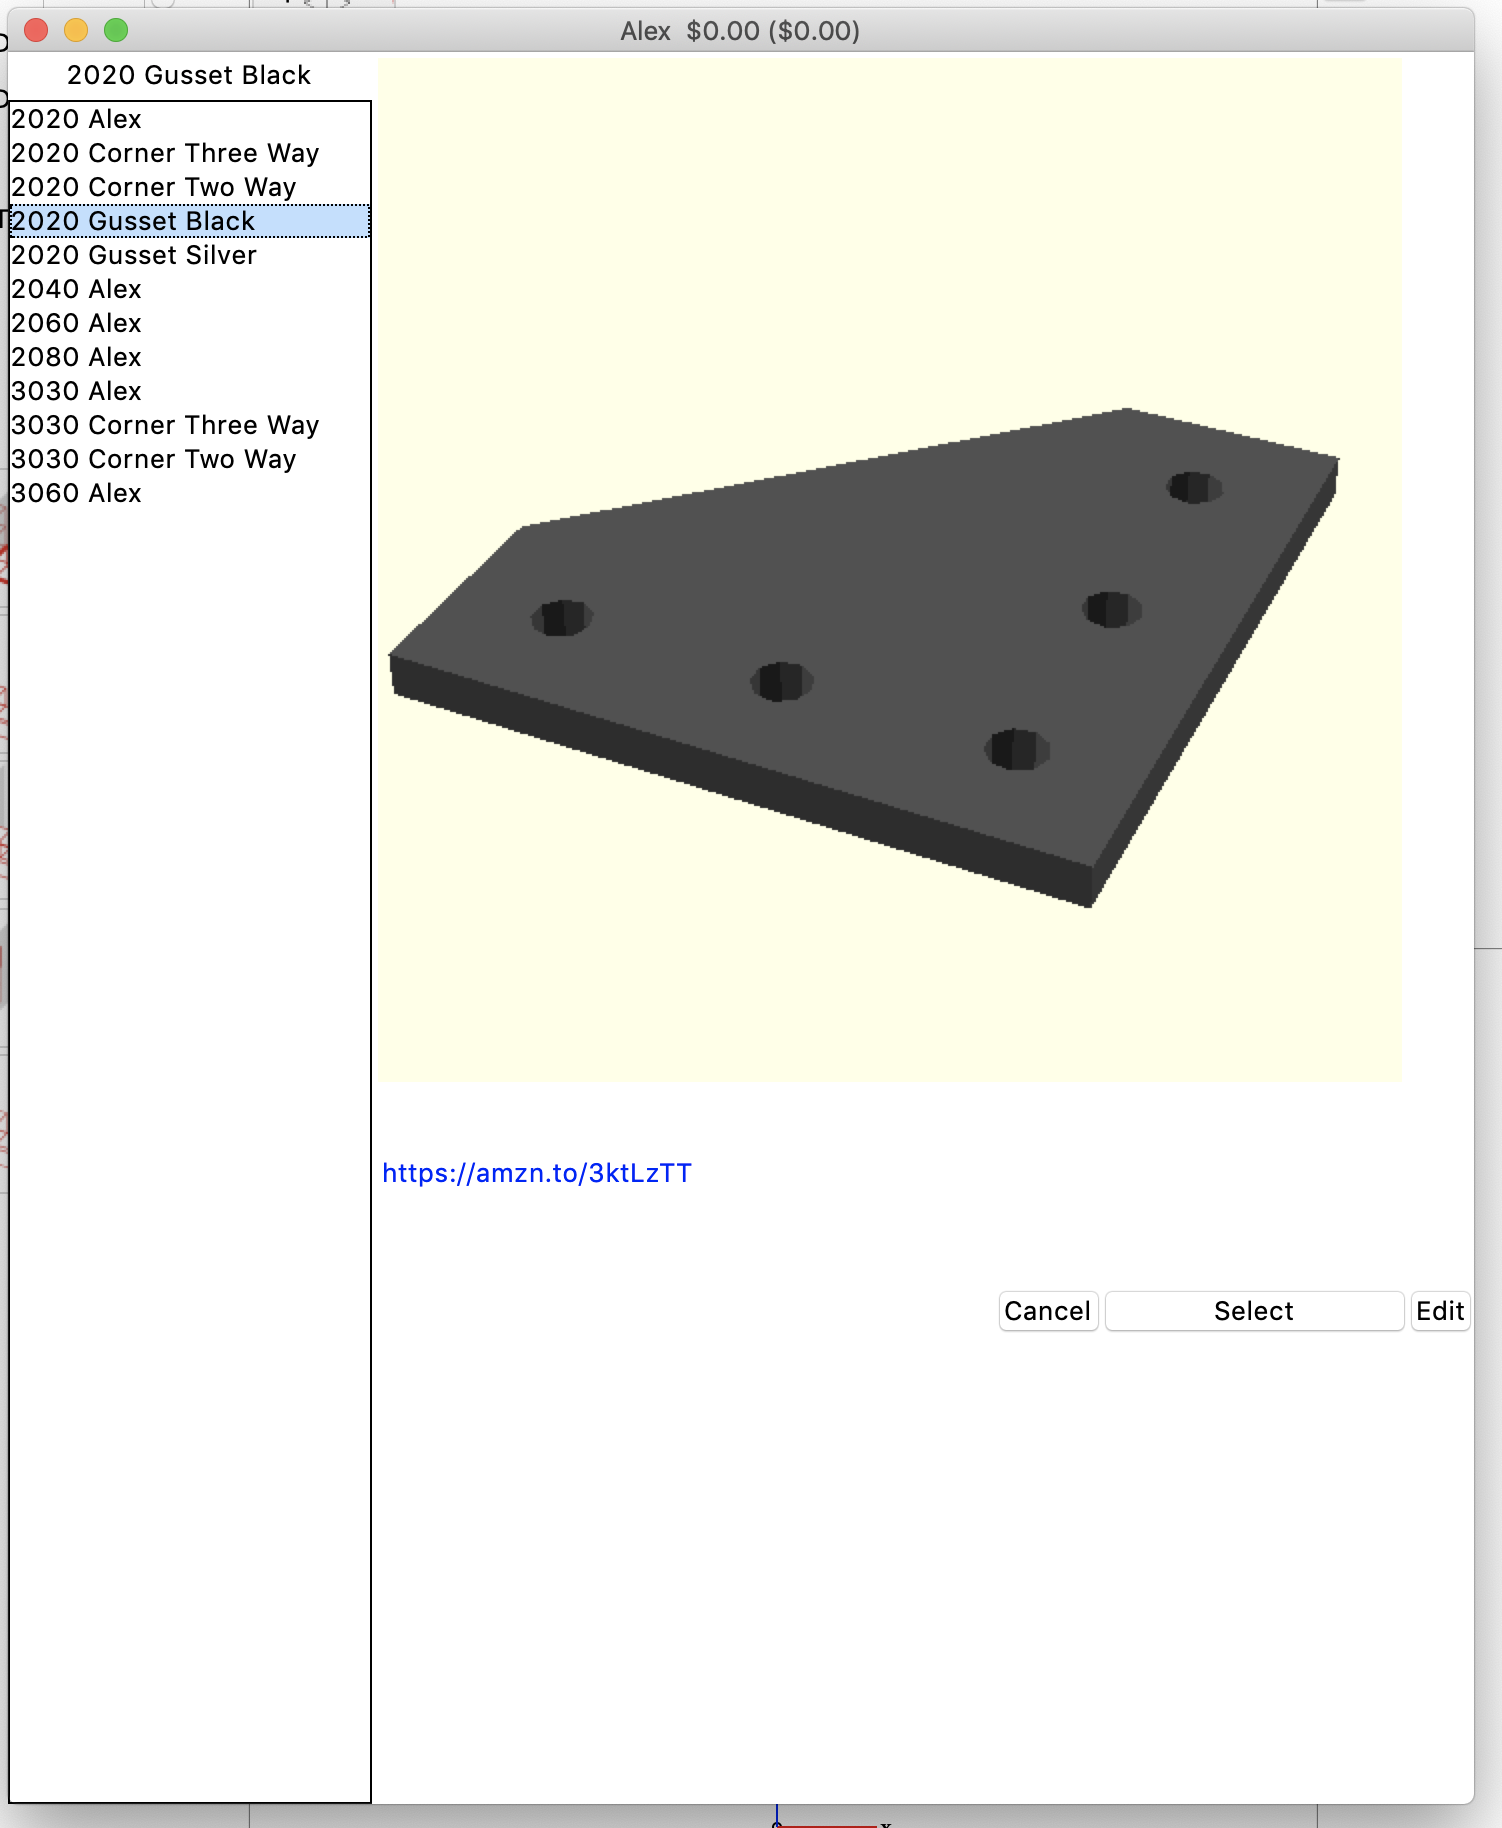 Alex $0.00 ($0.00)
2020 Gusset Black
2020 Alex
2020 Corner Three Way
2020 Corner Two Way
2020 Gusset Black
2020 Gusset Silver
2040 Alex
2060 Alex
2080 Alex
3030 Alex
3030 Corner Three Way
3030 Corner Two Way
3060 Alex
https://amzn.to/3ktLzTT
Cancel
Select
Edit
x